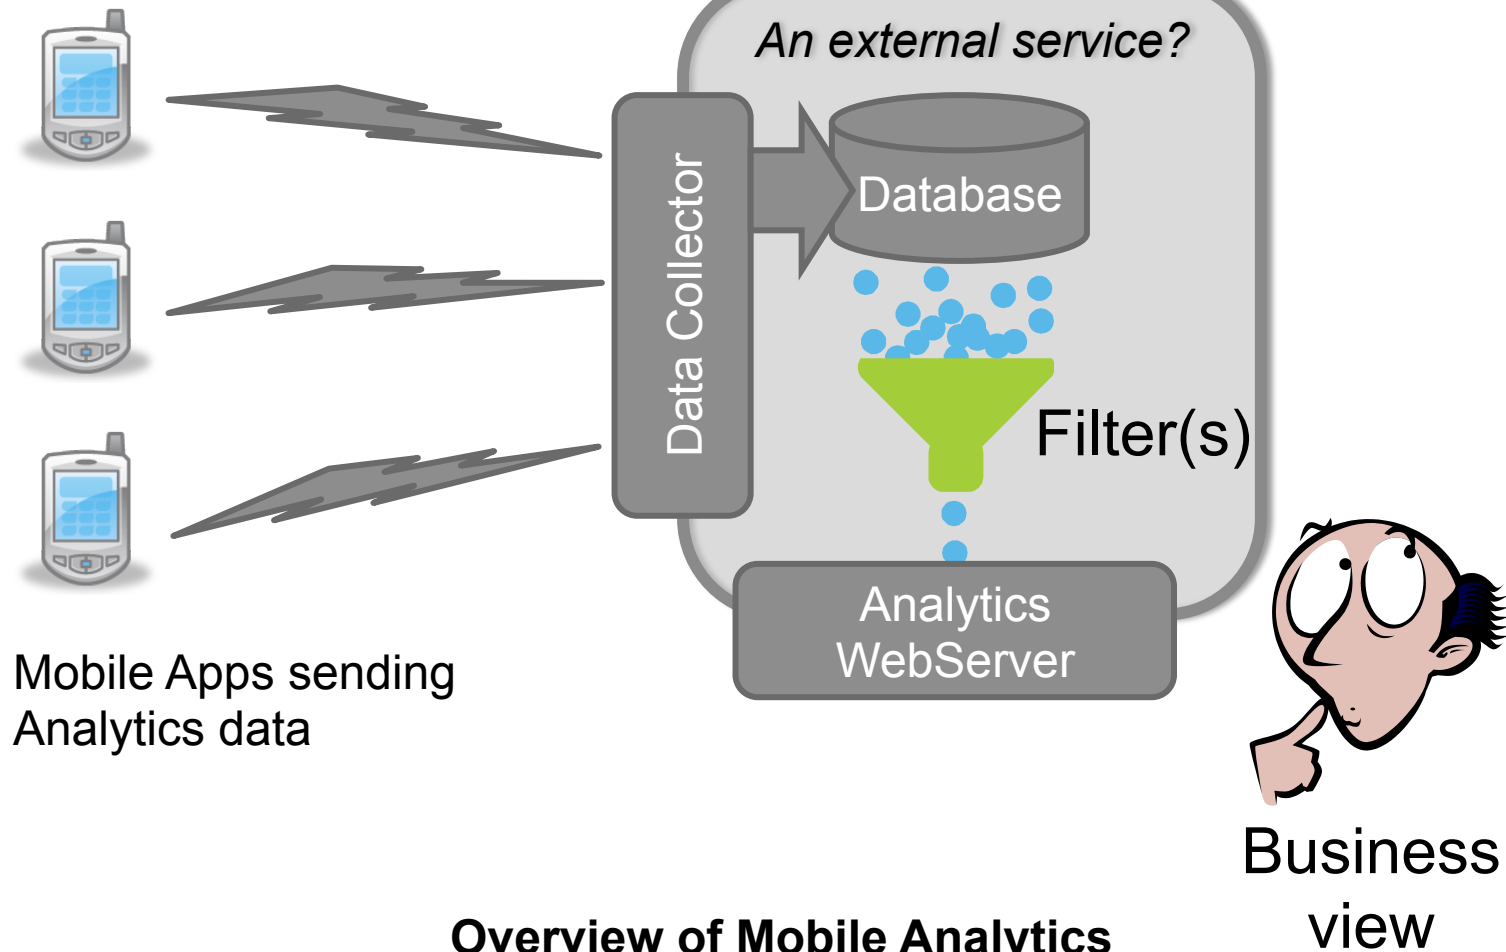 An external service?
Data Collector
Database
Filter(s)
Analytics
WebServer
Mobile Apps sending
Analytics data
Business
view
Overview of Mobile Analytics